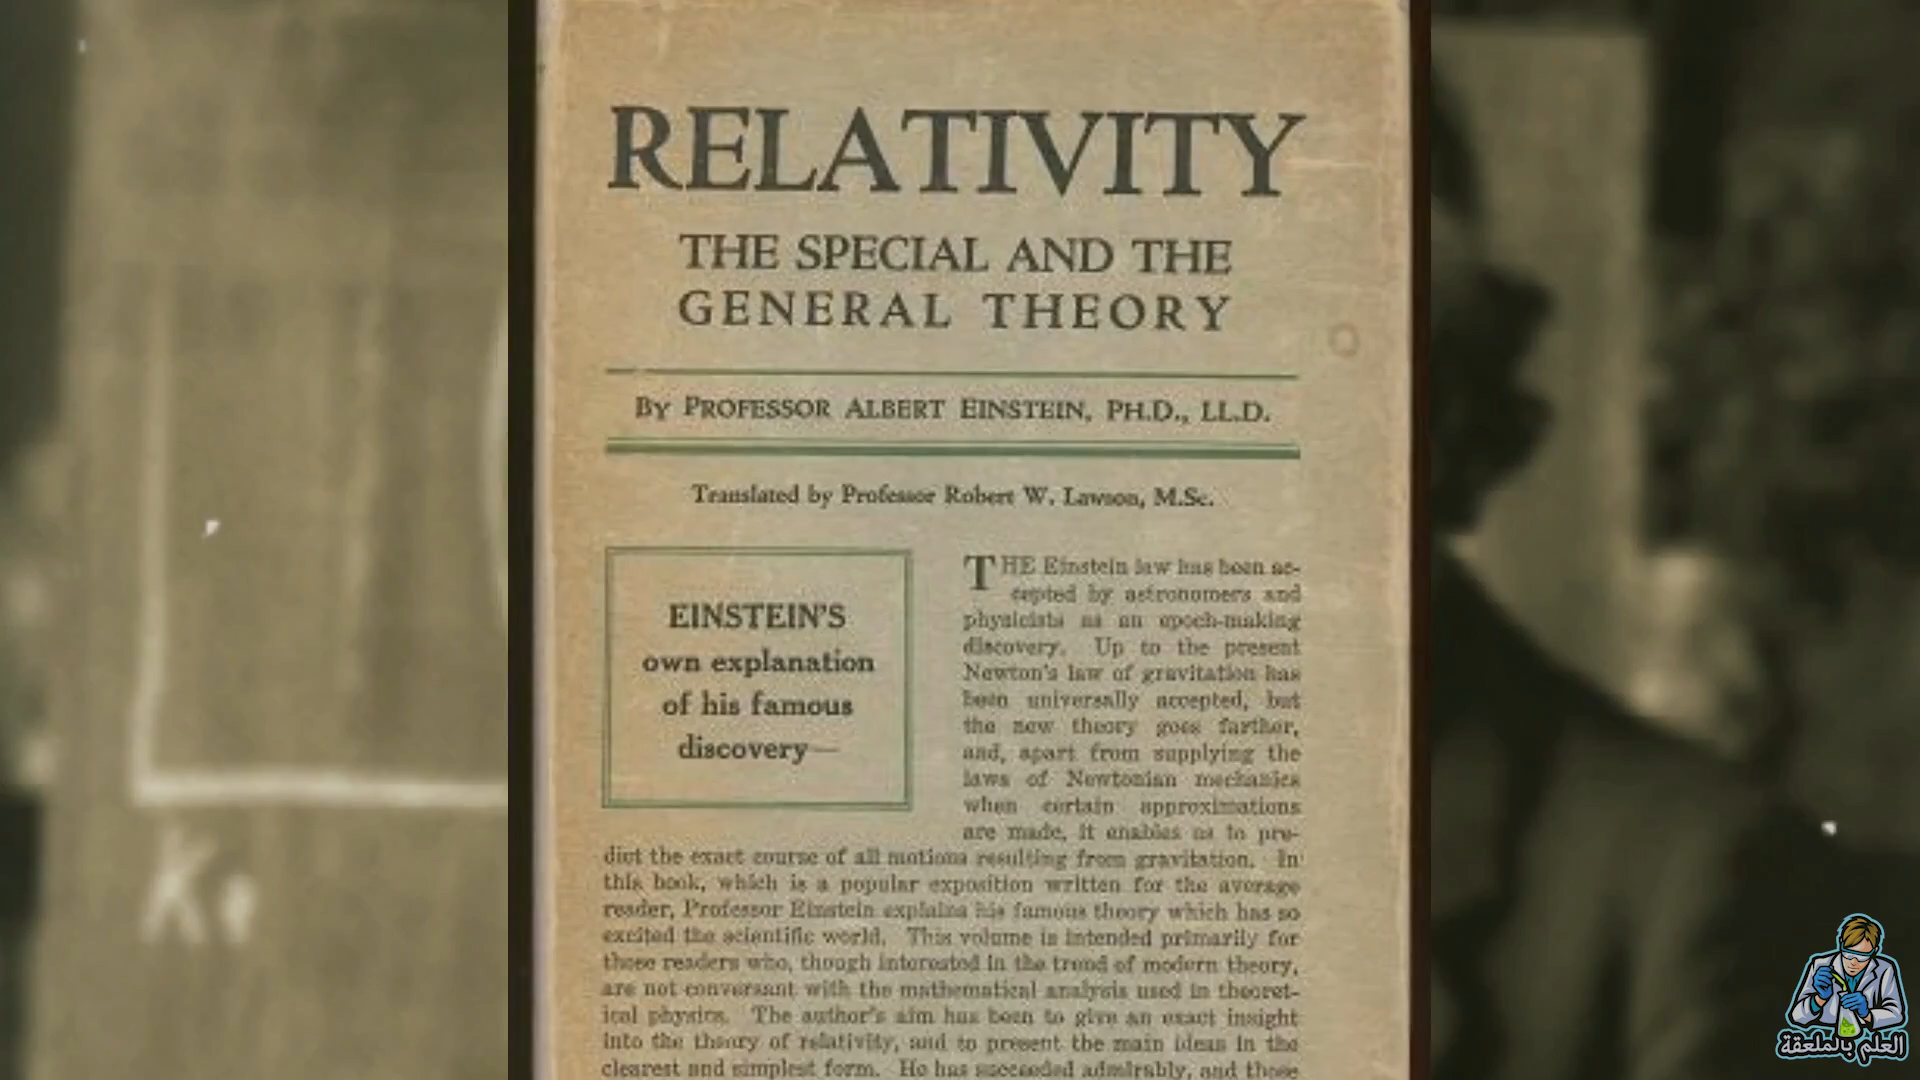 RELATIVITY
THE SPECIAL AND THE
GENERAL THEORY
BY PROFESSOR ALBERT EINSTEIN, PH.D., LL.D.
Translated by Professor Robert W. Lawson, M.Sc.
EINSTEIN'S
own explanation
of his famous
discovery—
THE Einstein law has been ac-
cepted by astronomers and
physicists as an epoch-making
discovery. Up to the present
Newton's law of gravitation has
been universally accepted, but
the new theory goes farther,
and, apart from supplying the
laws of Newtonian mechanics
when certain approximations
are made, it enables us to pre-
dict the exact course of all motions resulting from gravitation. In
this book, which is a popular exposition written for the average
reader, Professor Einstein explains his famous theory which has so
excited the scientific world. This volume is intended primarily for
those readers who, though interested in the trend of modern theory,
are not conversant with the mathematical analysis used in theoret-
ical physics. The author's aim has been to give an exact insight
into the theory of relativity, and to present the main ideas in the
clearest and simplest form. He has succeeded admirably, and those
العلم بالملعقة